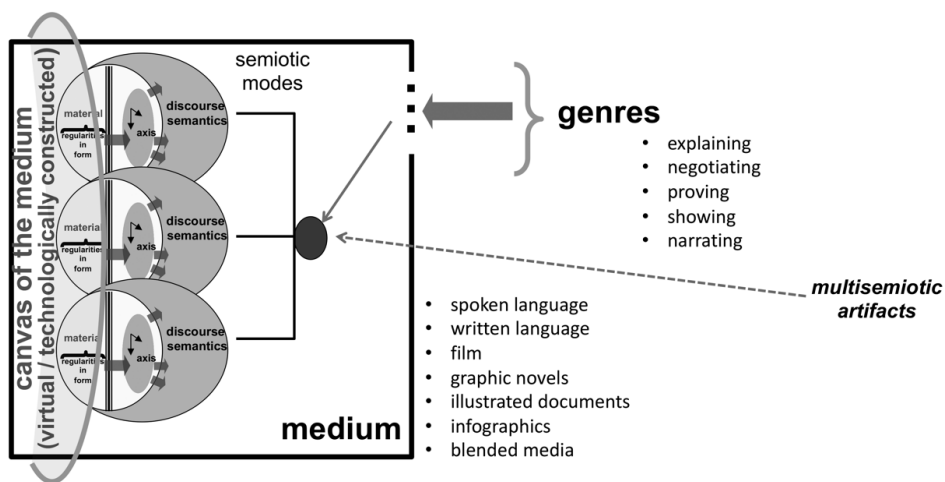 canvas of the medium
(virtual / technologically constructed)
semiotic
modes
material
regularities
in
form
axis
discourse
semantics
material
regularities
in
form
axis
discourse
semantics
material
regularities
in
form
axis
discourse
semantics
medium
genres
• explaining
• negotiating
• proving
• showing
• narrating
multisemiotic
artifacts
• spoken language
• written language
• film
• graphic novels
• illustrated documents
• infographics
• blended media